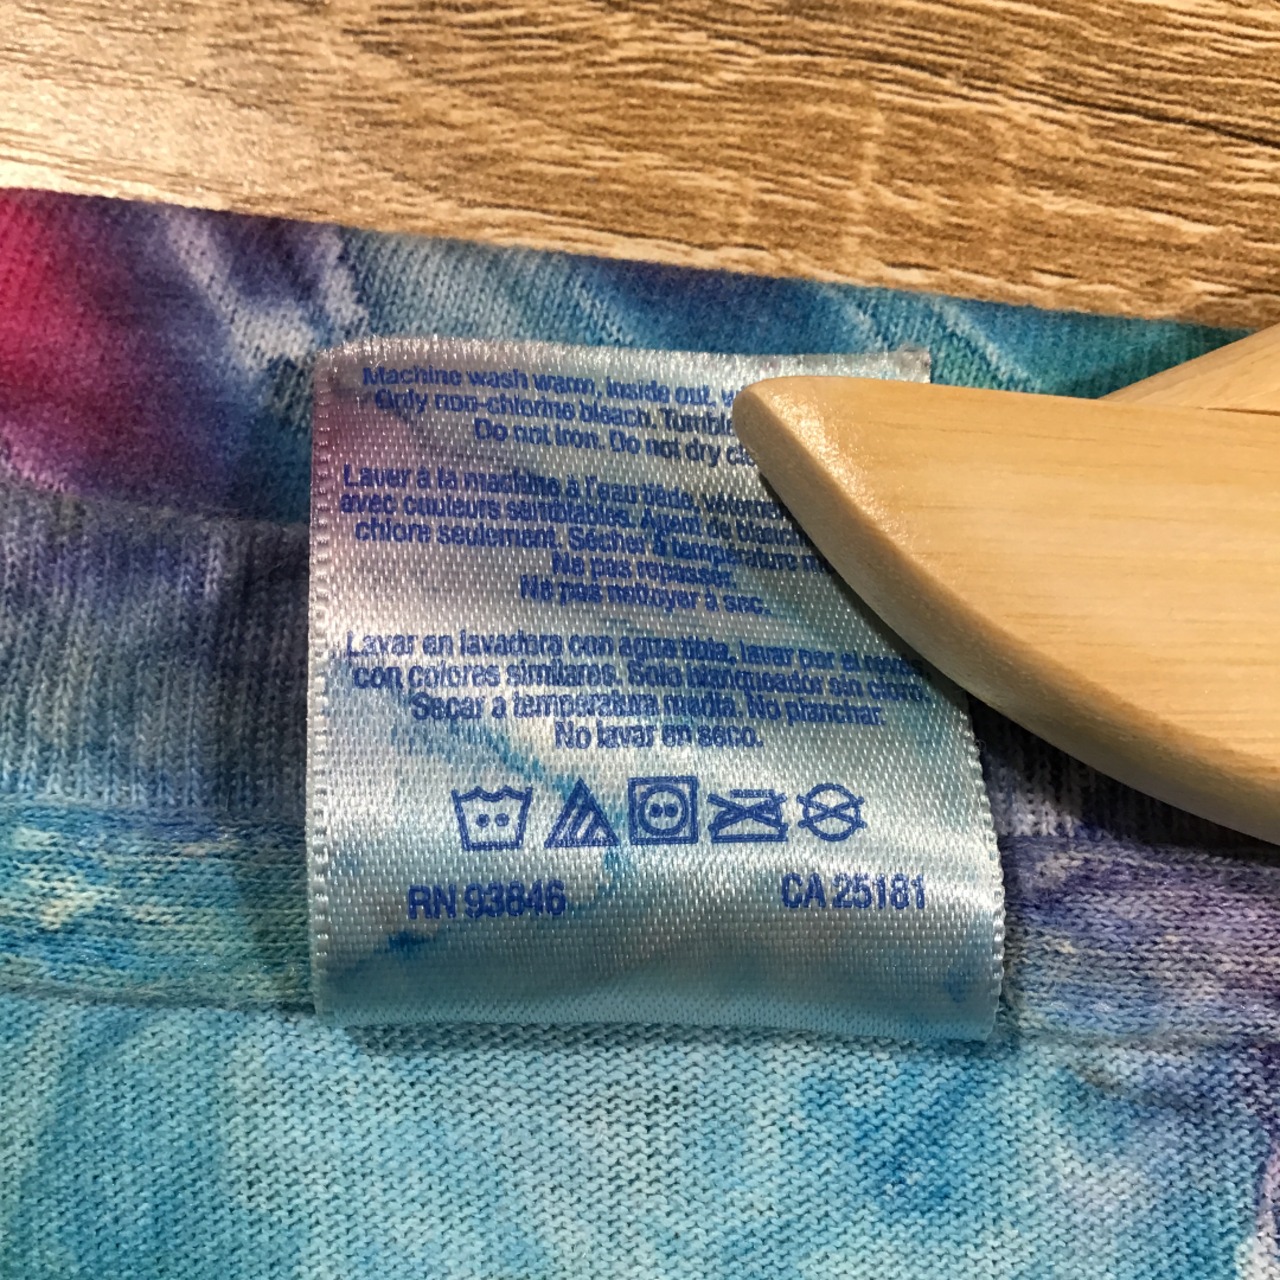 Machine wash warm, inside out,
Only non-chlorine bleach. Tumble
Do not iron. Do not dry
Laver à la machine à l'eau tiède,
avec couleurs semblables. Agent de
chlore seulement. Sécher à température
Ne pas repasser.
Ne pas nettoyer à sec.
Lavar en lavadora con agua tibia, lavar por el
con colores similares. Solo blanqueador sin cloro.
Secar a temperatura media. No planchar.
No lavar en seco.
RN 93846 CA 25181